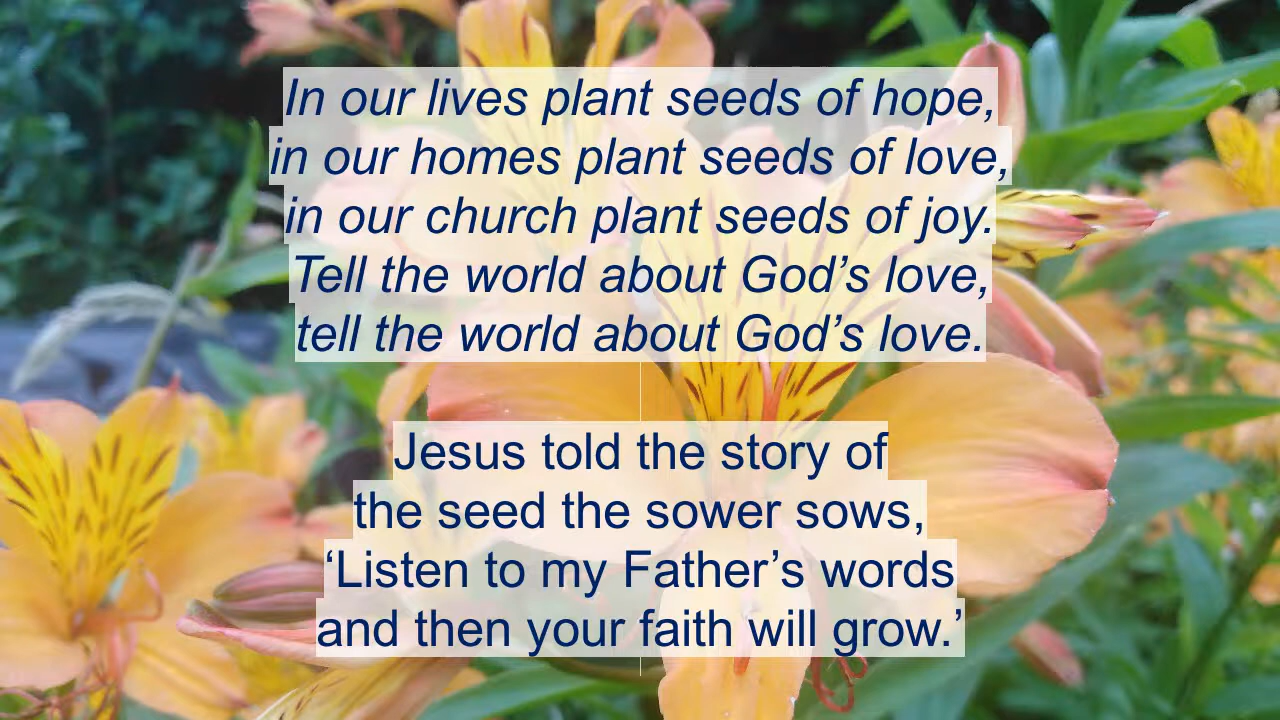 In our lives plant seeds of hope,
in our homes plant seeds of love,
in our church plant seeds of joy.
Tell the world about God’s love,
tell the world about God’s love.
Jesus told the story of
the seed the sower sows,
‘Listen to my Father’s words
and then your faith will grow.’